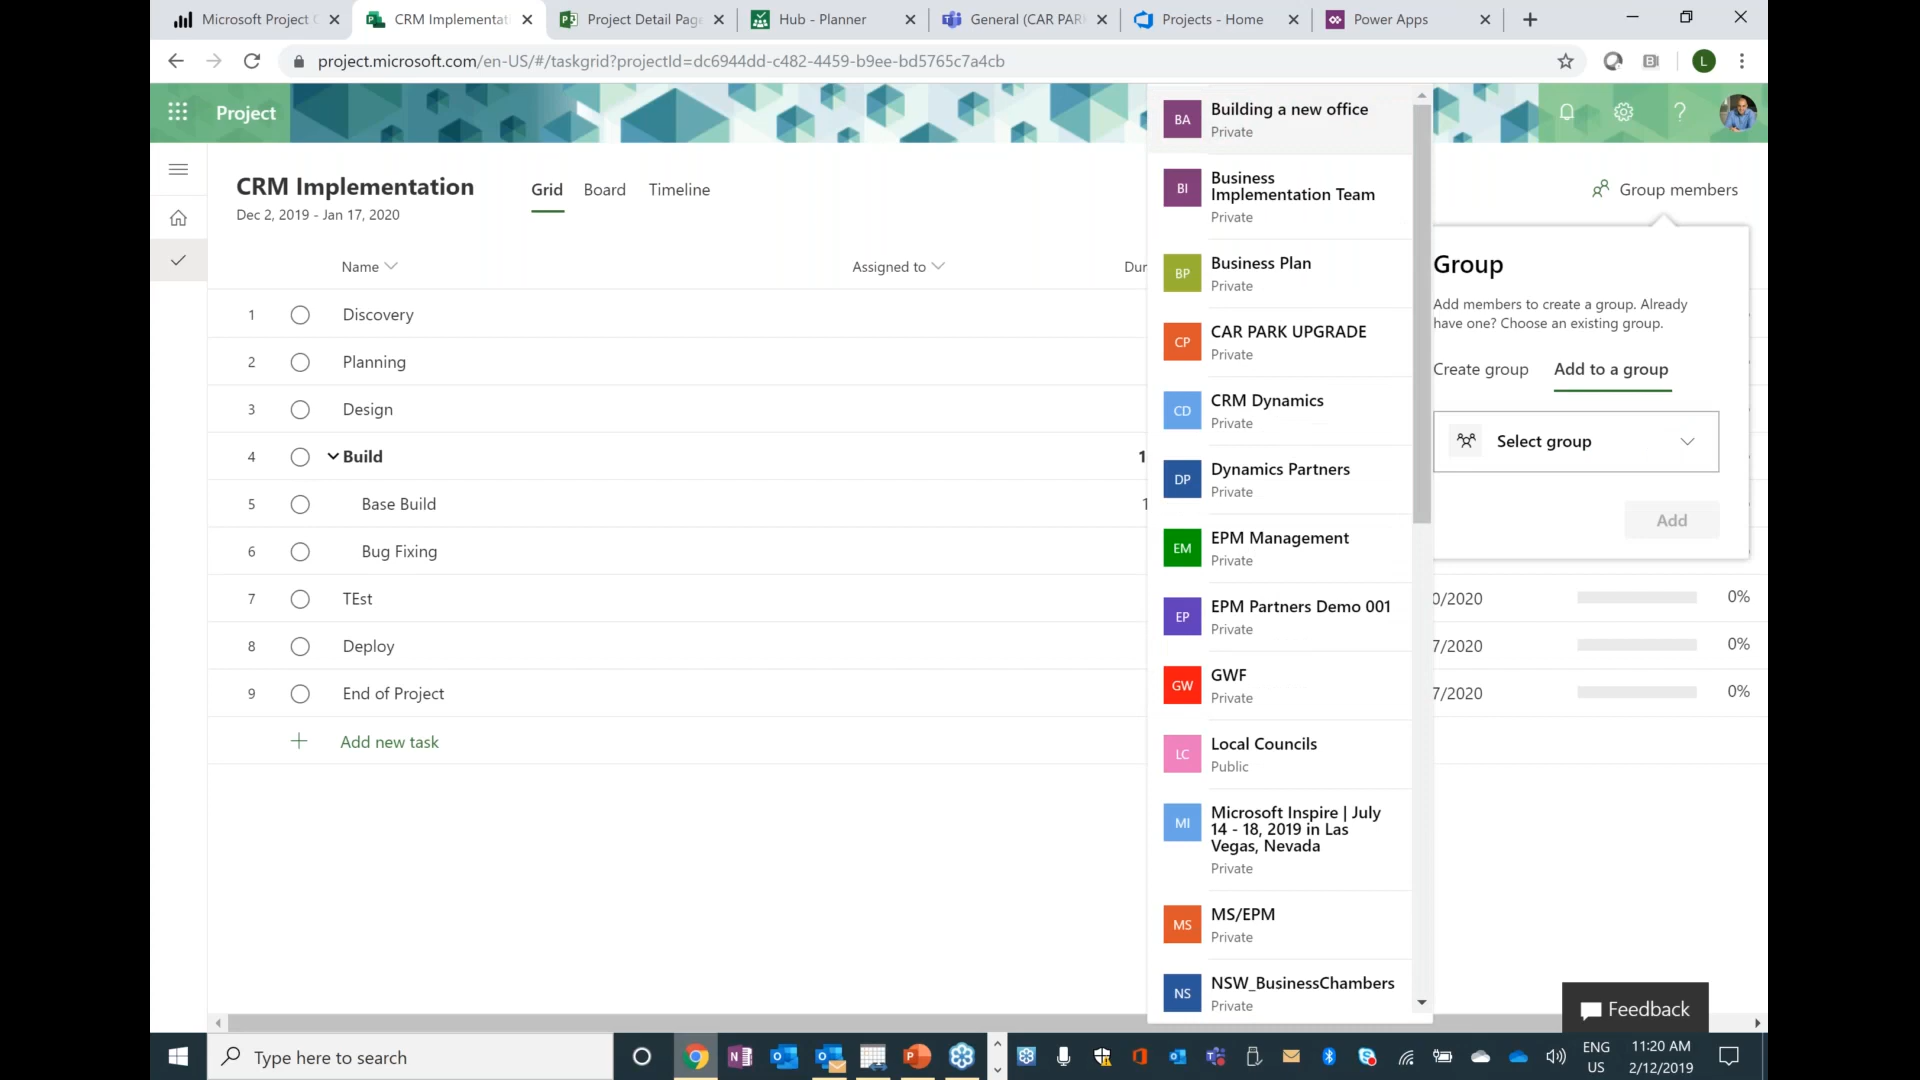 Microsoft Project C
CRM Implementat
Project Detail Page
Hub - Planner
General (CAR PARK
Projects - Home
Power Apps
project.microsoft.com/en-US/#/taskgrid?projectId=dc6944dd-c482-4459-b9ee-bd5765c7a4cb
L
Project
CRM Implementation
Dec 2, 2019 - Jan 17, 2020
Grid
Board
Timeline
Group members
Name
Assigned to
Dur
1
Discovery
2
Planning
3
Design
4
Build
1
5
Base Build
1
6
Bug Fixing
7
TEst
0/2020
0%
8
Deploy
7/2020
0%
9
End of Project
7/2020
0%
Add new task
BA
Building a new office
Private
BI
Business
Implementation Team
Private
BP
Business Plan
Private
CP
CAR PARK UPGRADE
Private
CD
CRM Dynamics
Private
DP
Dynamics Partners
Private
EM
EPM Management
Private
EP
EPM Partners Demo 001
Private
GW
GWF
Private
LC
Local Councils
Public
MI
Microsoft Inspire | July
14 - 18, 2019 in Las
Vegas, Nevada
Private
MS
MS/EPM
Private
NS
NSW_BusinessChambers
Private
Group
Add members to create a group. Already
have one? Choose an existing group.
Create group
Add to a group
Select group
Add
Feedback
Type here to search
ENG
US
11:20 AM
2/12/2019